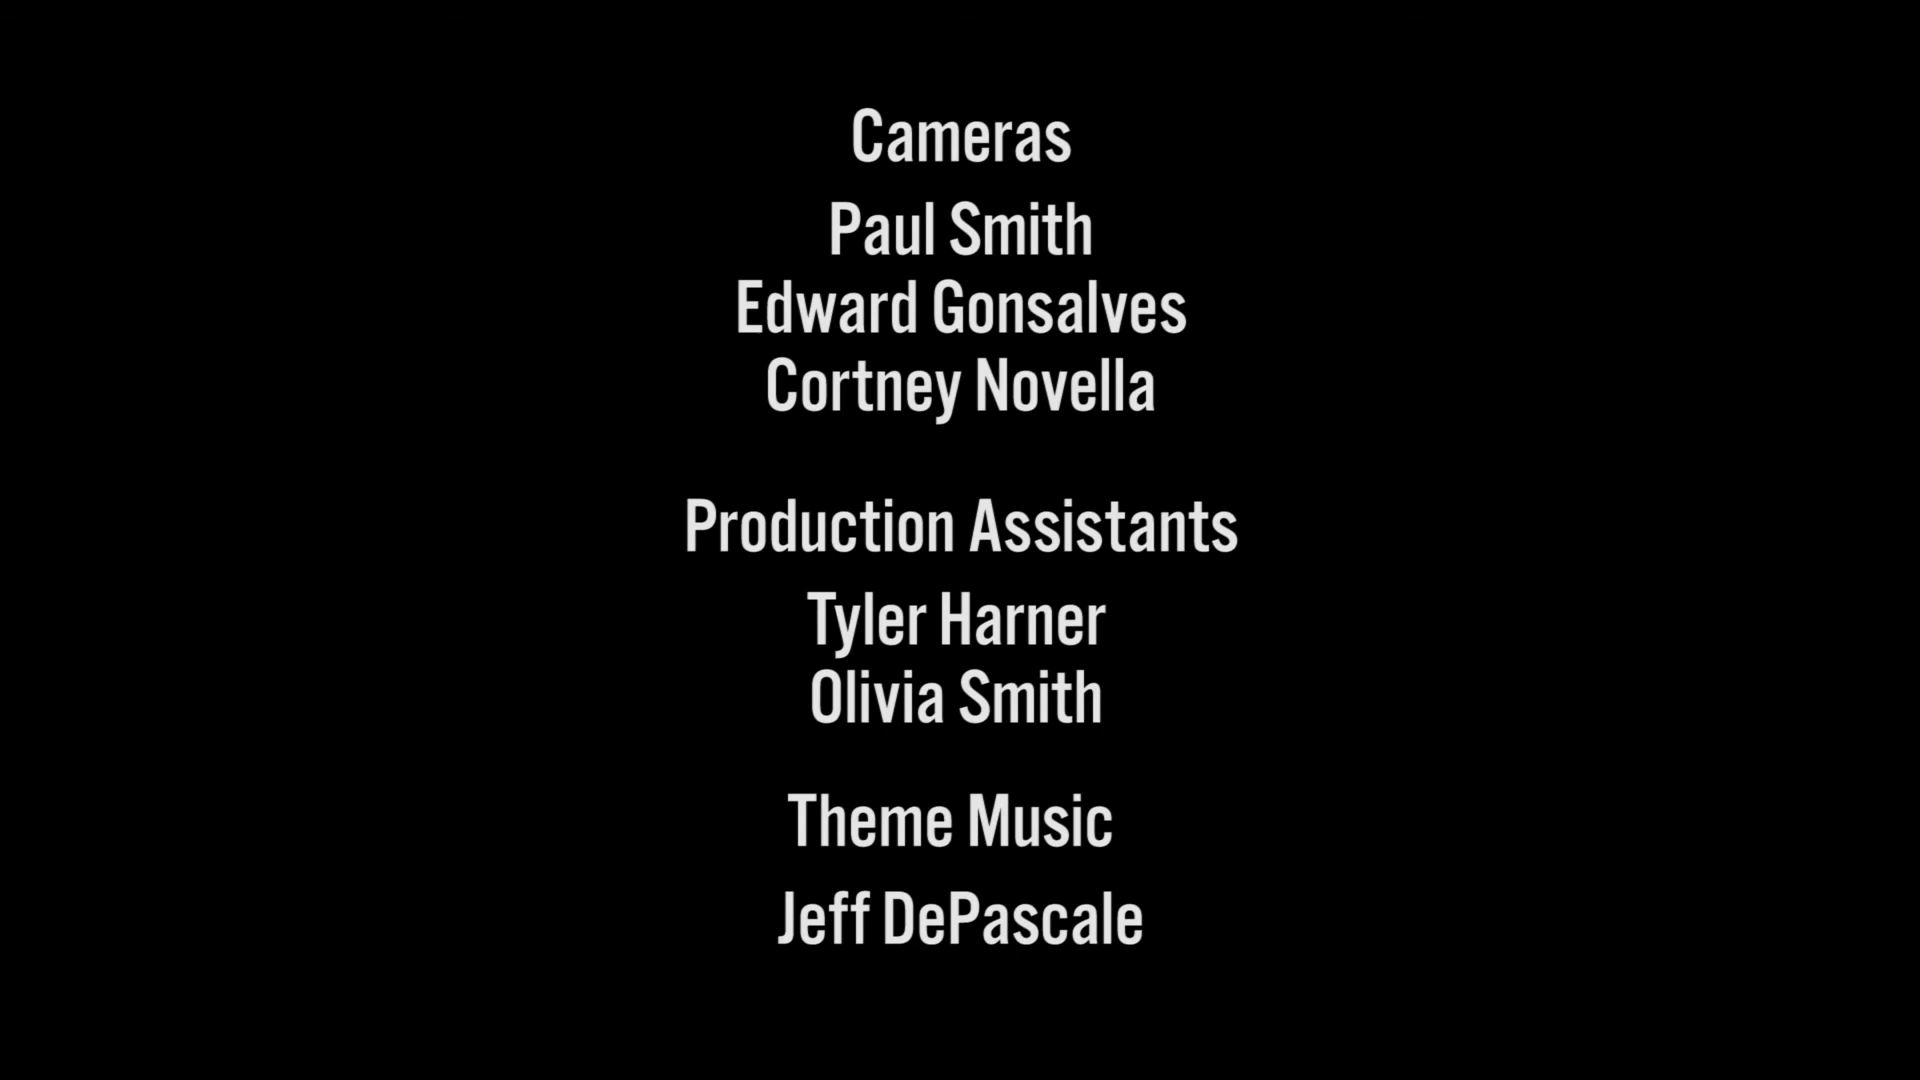 Cameras
Paul Smith
Edward Gonsalves
Cortney Novella
Production Assistants
Tyler Harner
Olivia Smith
Theme Music
Jeff DePascale